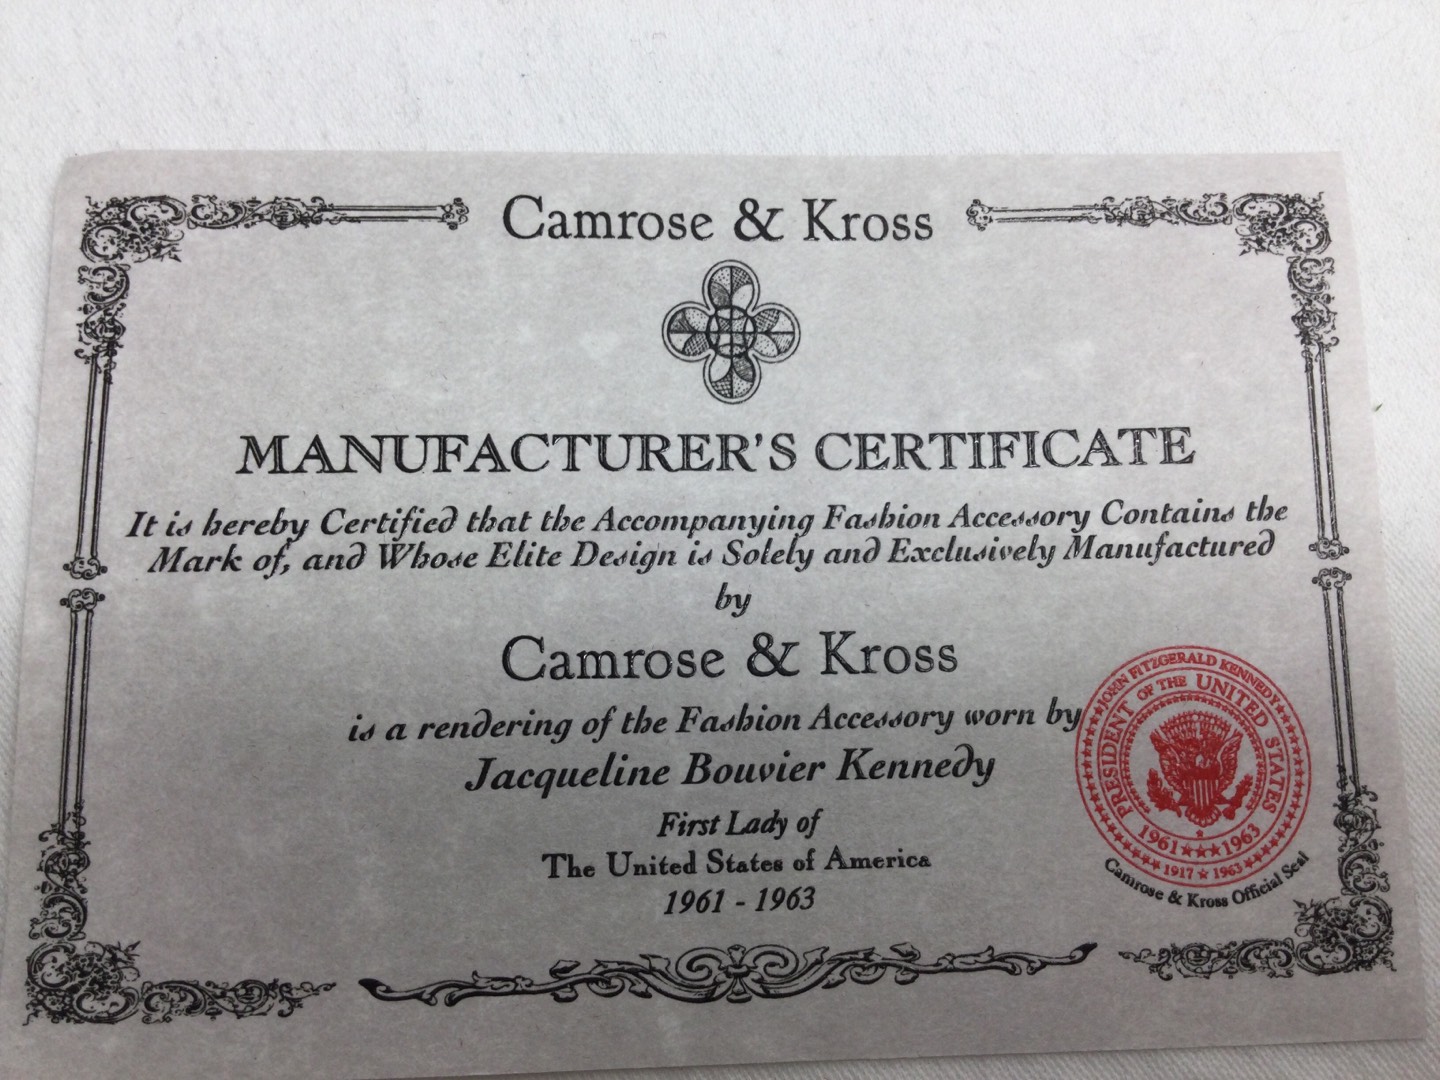 Camrose & Kross
MANUFACTURER'S CERTIFICATE
It is hereby Certified that the Accompanying Fashion Accessory Contains the
Mark of, and Whose Elite Design is Solely and Exclusively Manufactured
by
Camrose & Kross
is a rendering of the Fashion Accessory worn by
Jacqueline Bouvier Kennedy
First Lady of
The United States of America
1961 - 1963
JOHN FITZGERALD KENNEDY
PRESIDENT OF THE UNITED STATES
1961 ★★★ 1963
1917 ★ 1963
Camrose & Kross Official Seal